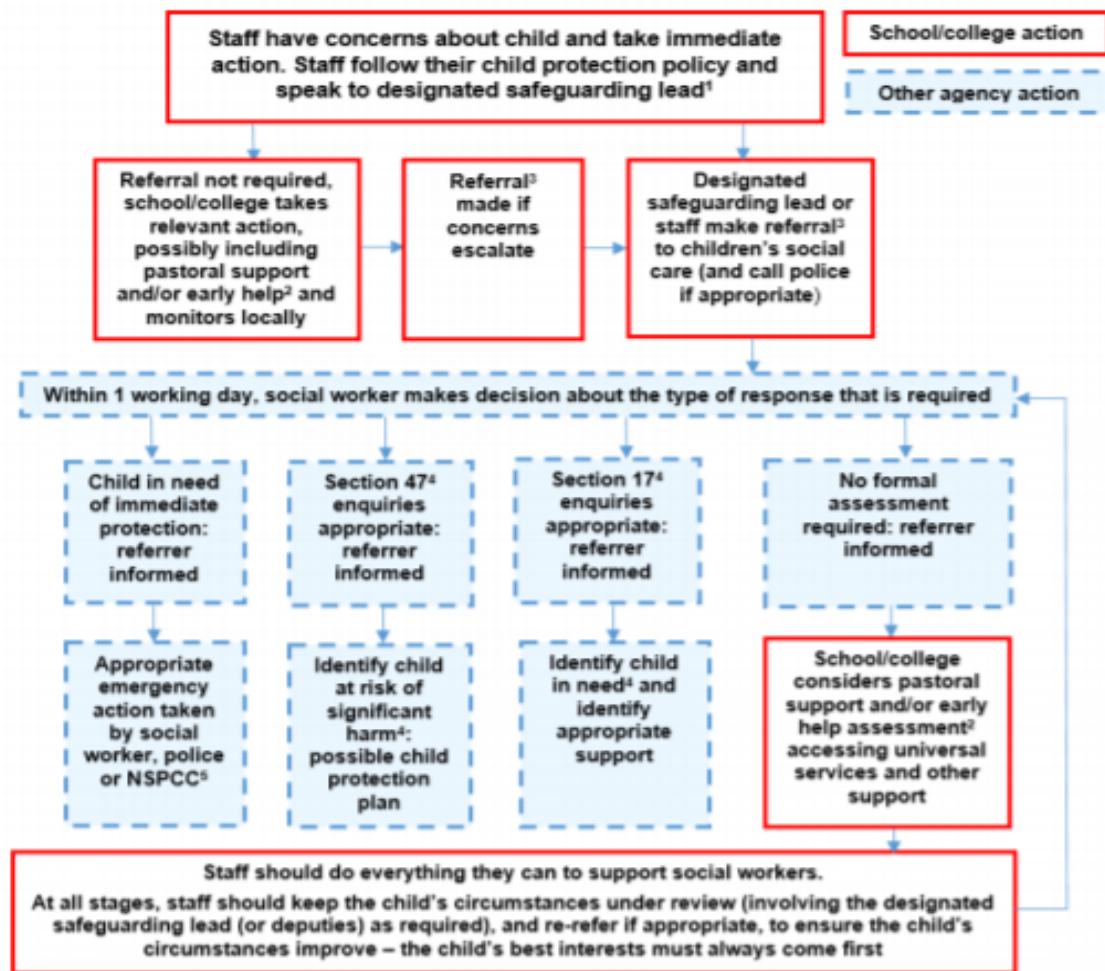 Staff have concerns about child and take immediate
action. Staff follow their child protection policy and
speak to designated safeguarding lead¹
School/college action
Other agency action
Referral not required,
school/college takes
relevant action,
possibly including
pastoral support
and/or early help² and
monitors locally
Referral³
made if
concerns
escalate
Designated
safeguarding lead or
staff make referral³
to children's social
care (and call police
if appropriate)
Within 1 working day, social worker makes decision about the type of response that is required
Child in need
of immediate
protection:
referrer
informed
Section 47⁴
enquiries
appropriate:
referrer
informed
Section 17⁴
enquiries
appropriate:
referrer
informed
No formal
assessment
required: referrer
informed
Appropriate
emergency
action taken
by social
worker, police
or NSPCC⁵
Identify child
at risk of
significant
harm⁴:
possible child
protection
plan
Identify child
in need⁴ and
identify
appropriate
support
School/college
considers pastoral
support and/or early
help assessment²
accessing universal
services and other
support
Staff should do everything they can to support social workers.
At all stages, staff should keep the child's circumstances under review (involving the designated
safeguarding lead (or deputies) as required), and re-refer if appropriate, to ensure the child's
circumstances improve – the child's best interests must always come first